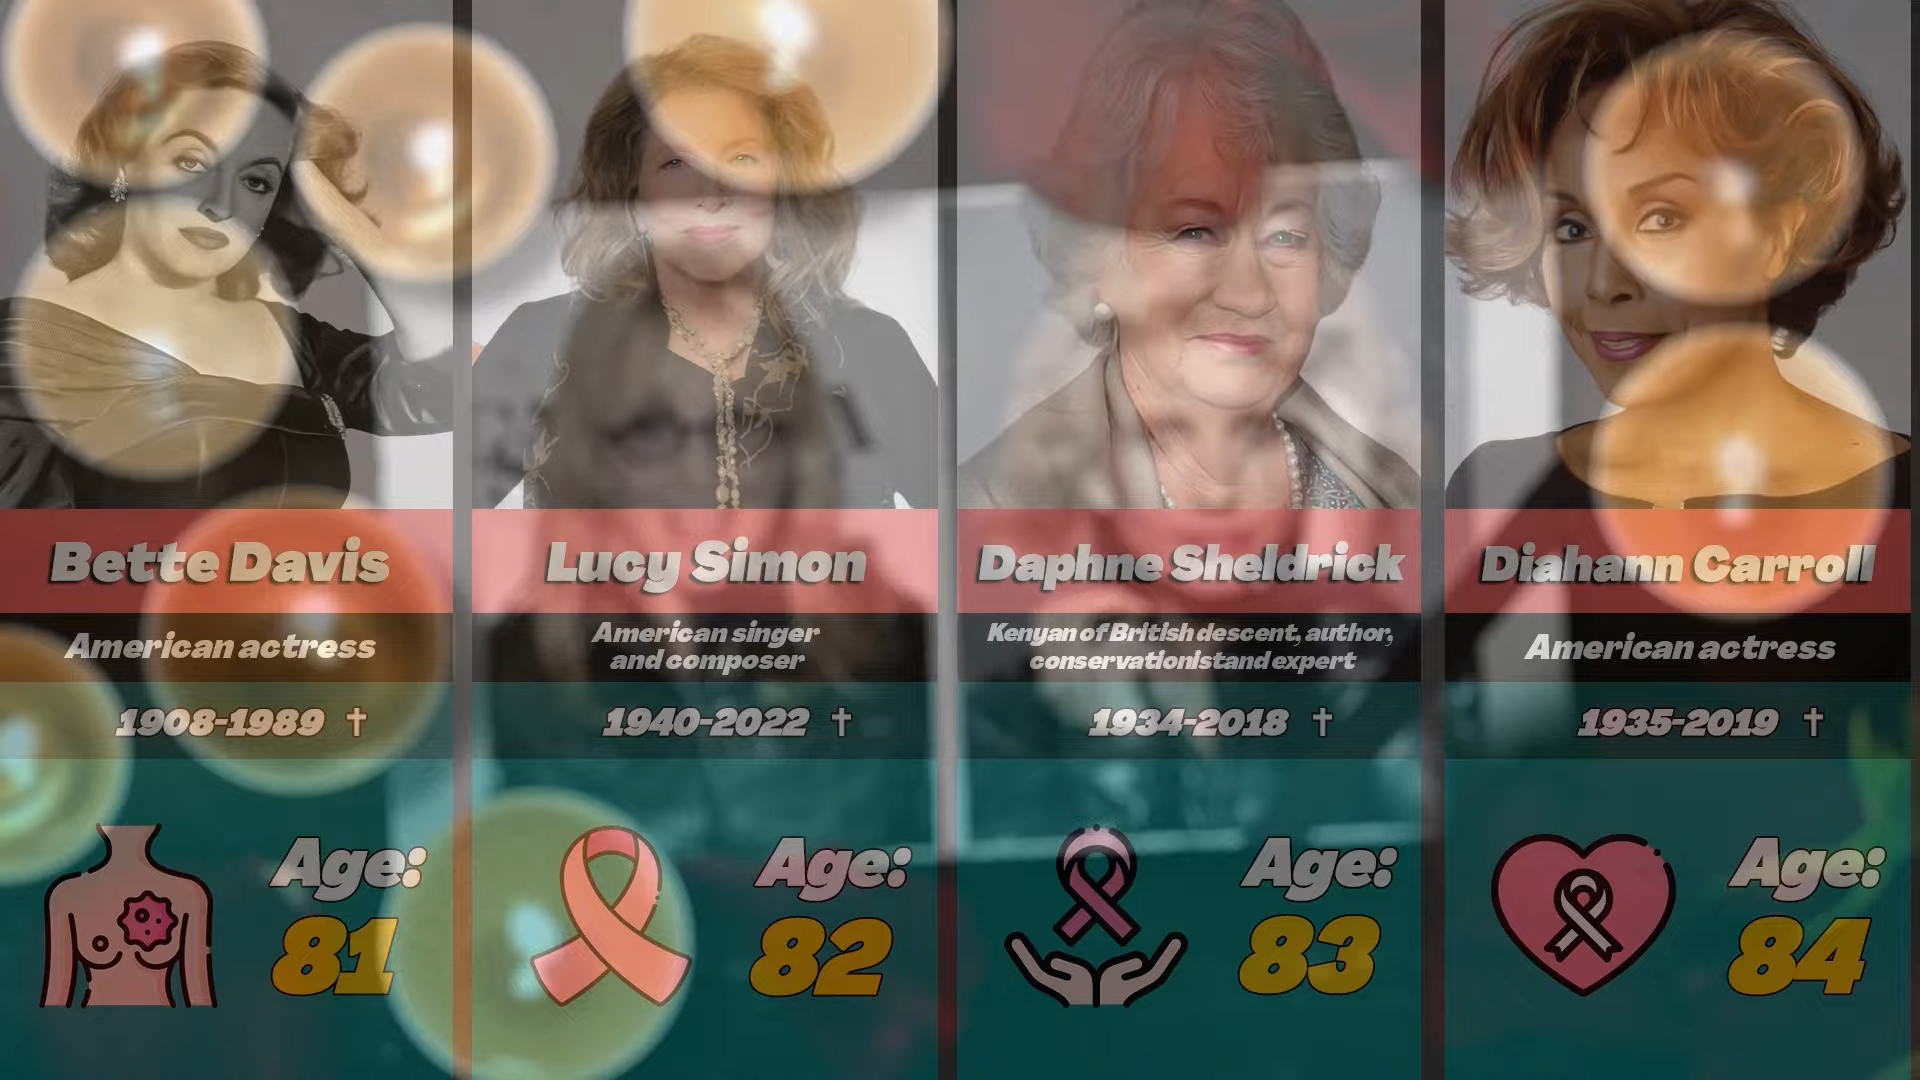 Bette Davis
American actress
1908-1989 †
Age:
81
Lucy Simon
American singer
and composer
1940-2022 †
Age:
82
Daphne Sheldrick
Kenyan of British descent, author,
conservationistand expert
1934-2018 †
Age:
83
Diahann Carroll
American actress
1935-2019 †
Age:
84